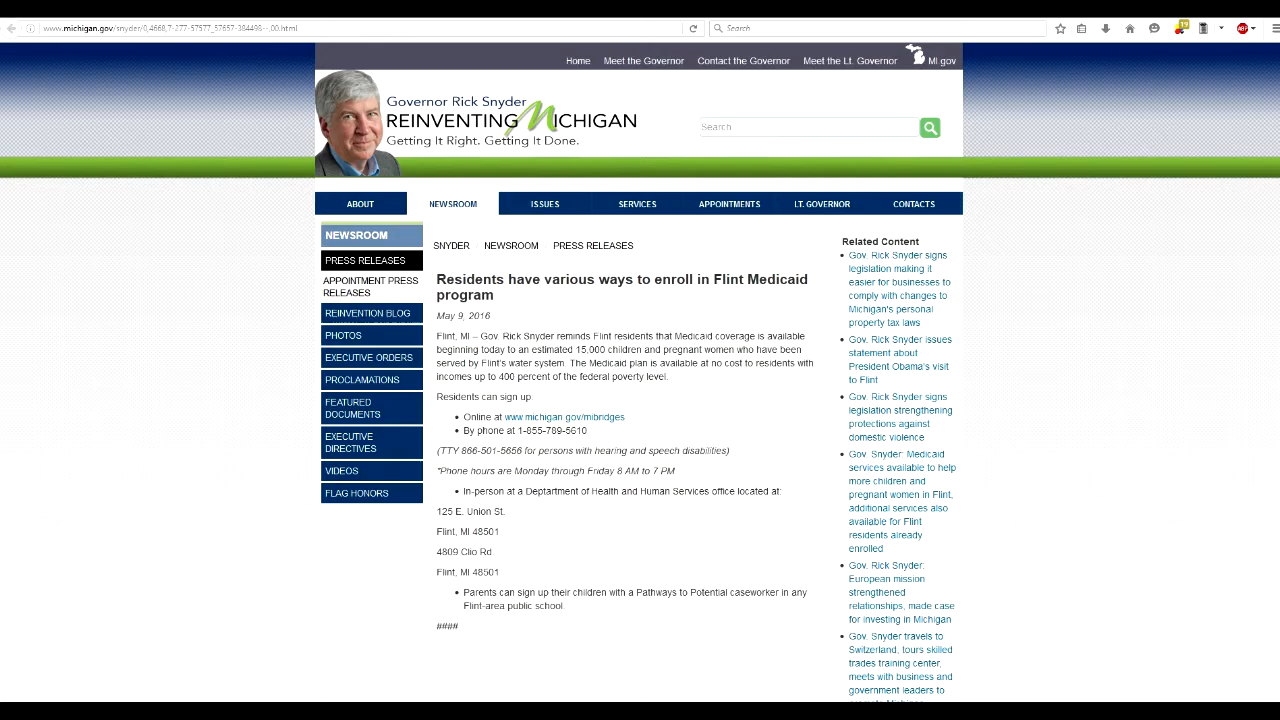 www.michigan.gov/snyder/0,4668,7-277-57577_57657-384498--,00.html
Search
Home Meet the Governor Contact the Governor Meet the Lt. Governor MI.gov
Governor Rick Snyder
REINVENTING MICHIGAN
Getting It Right. Getting It Done.
Search
ABOUT NEWSROOM ISSUES SERVICES APPOINTMENTS LT. GOVERNOR CONTACTS
NEWSROOM
PRESS RELEASES
APPOINTMENT PRESS
RELEASES
REINVENTION BLOG
PHOTOS
EXECUTIVE ORDERS
PROCLAMATIONS
FEATURED
DOCUMENTS
EXECUTIVE
DIRECTIVES
VIDEOS
FLAG HONORS
SNYDER NEWSROOM PRESS RELEASES
Residents have various ways to enroll in Flint Medicaid
program
May 9, 2016
Flint, MI – Gov. Rick Snyder reminds Flint residents that Medicaid coverage is available
beginning today to an estimated 15,000 children and pregnant women who have been
served by Flint's water system. The Medicaid plan is available at no cost to residents with
incomes up to 400 percent of the federal poverty level.
Residents can sign up:
• Online at www.michigan.gov/mibridges
• By phone at 1-855-789-5610
(TTY 866-501-5656 for persons with hearing and speech disabilities)
*Phone hours are Monday through Friday 8 AM to 7 PM
• In-person at a Deptartment of Health and Human Services office located at:
125 E. Union St.
Flint, MI 48501
4809 Clio Rd.
Flint, MI 48501
• Parents can sign up their children with a Pathways to Potential caseworker in any
Flint-area public school.
####
Related Content
• Gov. Rick Snyder signs
legislation making it
easier for businesses to
comply with changes to
Michigan's personal
property tax laws
• Gov. Rick Snyder issues
statement about
President Obama's visit
to Flint
• Gov. Rick Snyder signs
legislation strengthening
protections against
domestic violence
• Gov. Snyder: Medicaid
services available to help
more children and
pregnant women in Flint,
additional services also
available for Flint
residents already
enrolled
• Gov. Rick Snyder:
European mission
strengthened
relationships, made case
for investing in Michigan
• Gov. Snyder travels to
Switzerland, tours skilled
trades training center,
meets with business and
government leaders to